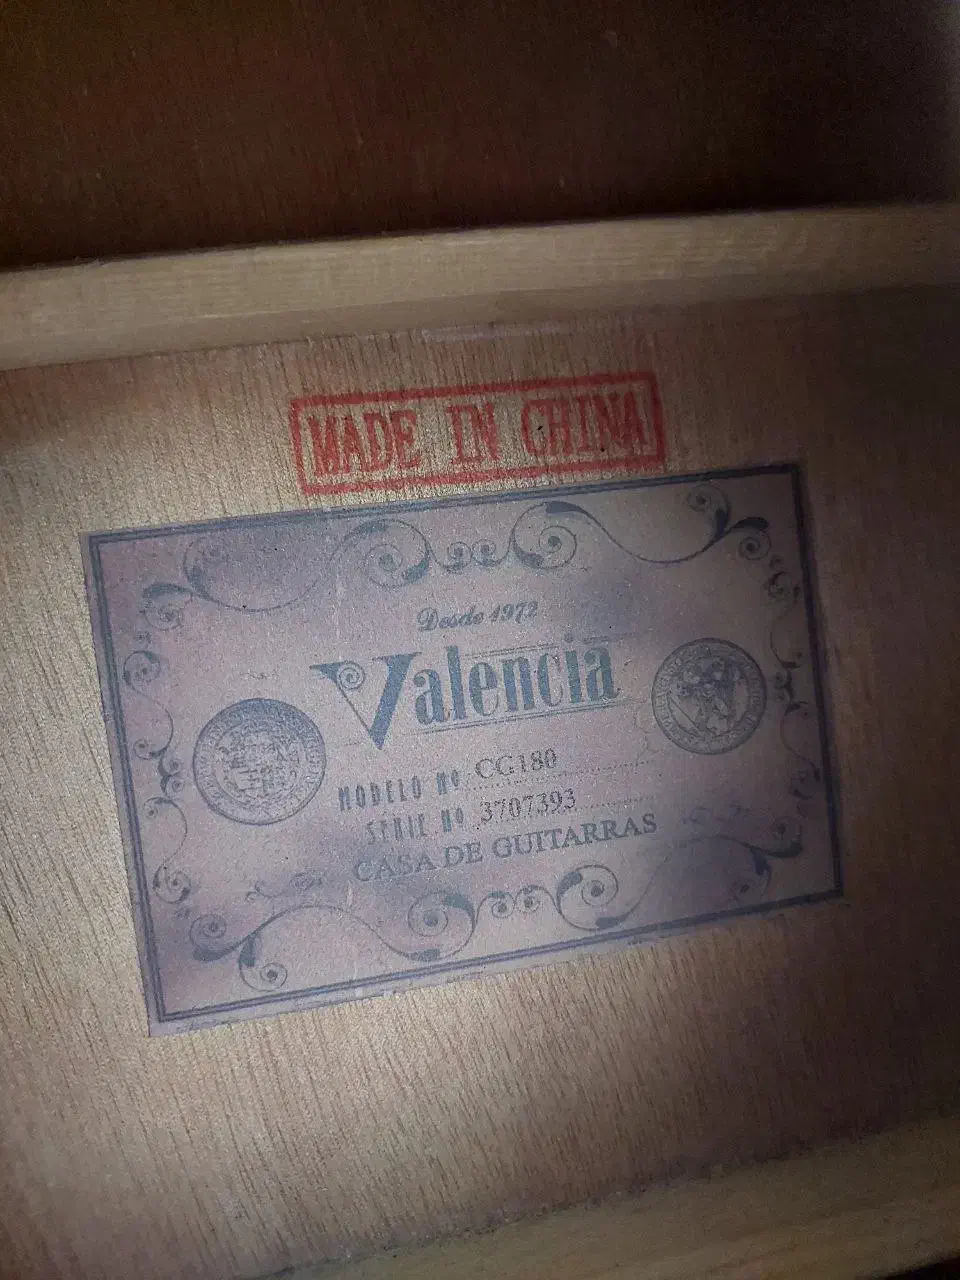 MADE IN CHINA
Desde 1972
Valencia
MODELO Nº CG180
SERIE Nº 3707393
CASA DE GUITARRAS